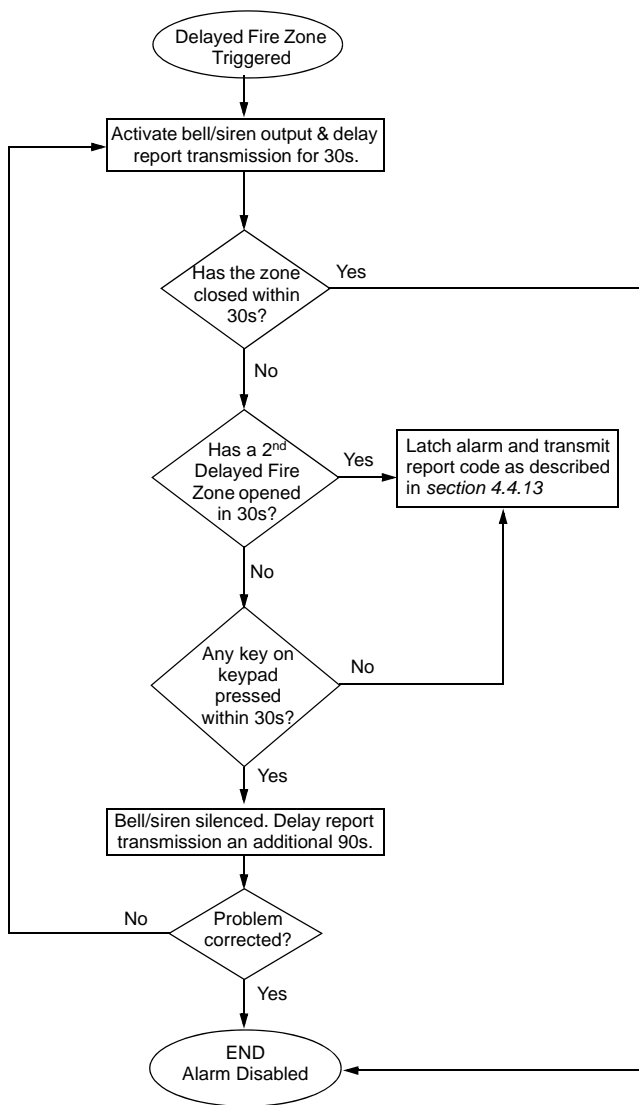 Delayed Fire Zone
Triggered
Activate bell/siren output & delay
report transmission for 30s.
Has the zone
closed within
30s?
Yes
No
Has a 2nd
Delayed Fire
Zone opened
in 30s?
Yes
Latch alarm and transmit
report code as described
in section 4.4.13
No
Any key on
keypad
pressed
within 30s?
No
Yes
Bell/siren silenced. Delay report
transmission an additional 90s.
No
Problem
corrected?
Yes
END
Alarm Disabled